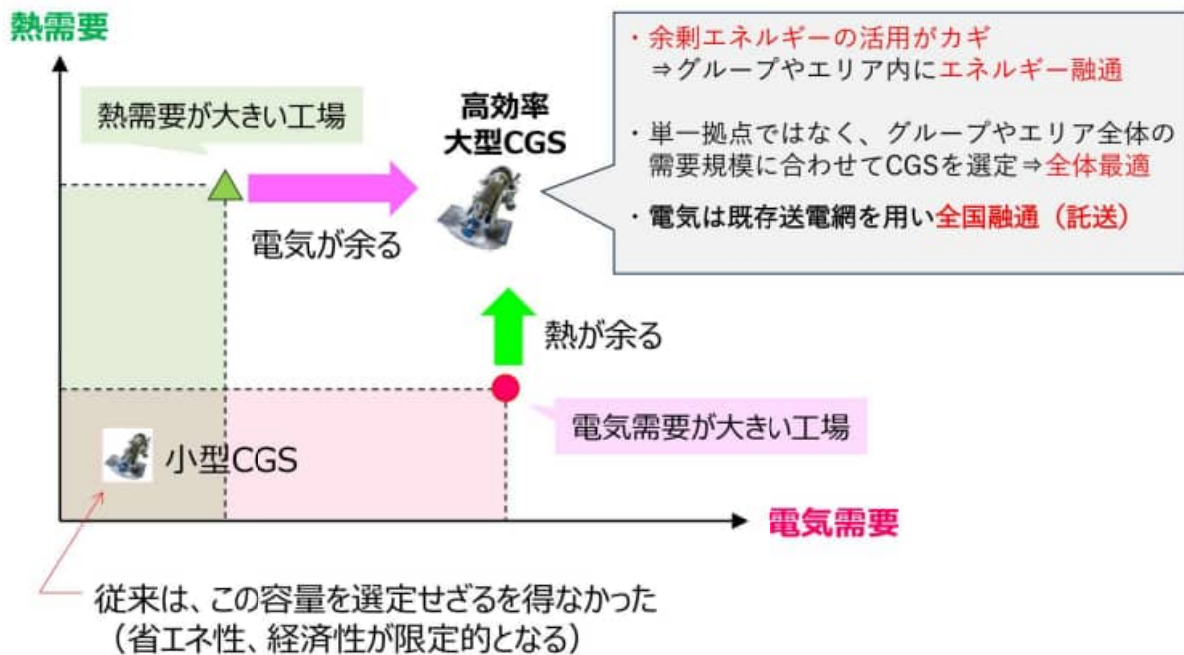 熱需要
熱需要が大きい工場
高効率
大型CGS
・余剰エネルギーの活用がカギ
⇒グループやエリア内にエネルギー融通
・単一拠点ではなく、グループやエリア全体の
需要規模に合わせてCGSを選定⇒全体最適
・電気は既存送電網を用い全国融通（託送）
電気が余る
熱が余る
電気需要が大きい工場
小型CGS
電気需要
従来は、この容量を選定せざるを得なかった
（省エネ性、経済性が限定的となる）